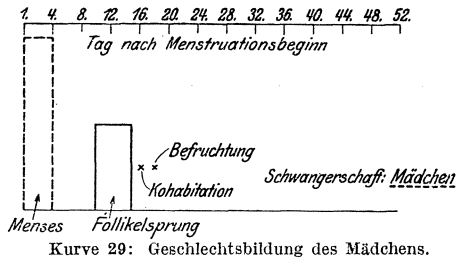 1. 4. 8. 12. 16. 20. 24. 28. 32. 36. 40. 44. 48. 52.
Tag nach Menstruationsbeginn
Befruchtung
Kohabitation
Schwangerschaft: Mädchen
Menses
Follikelsprung
Kurve 29: Geschlechtsbildung des Mädchens.